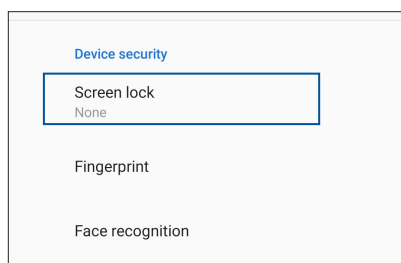 Device security
Screen lock
None
Fingerprint
Face recognition